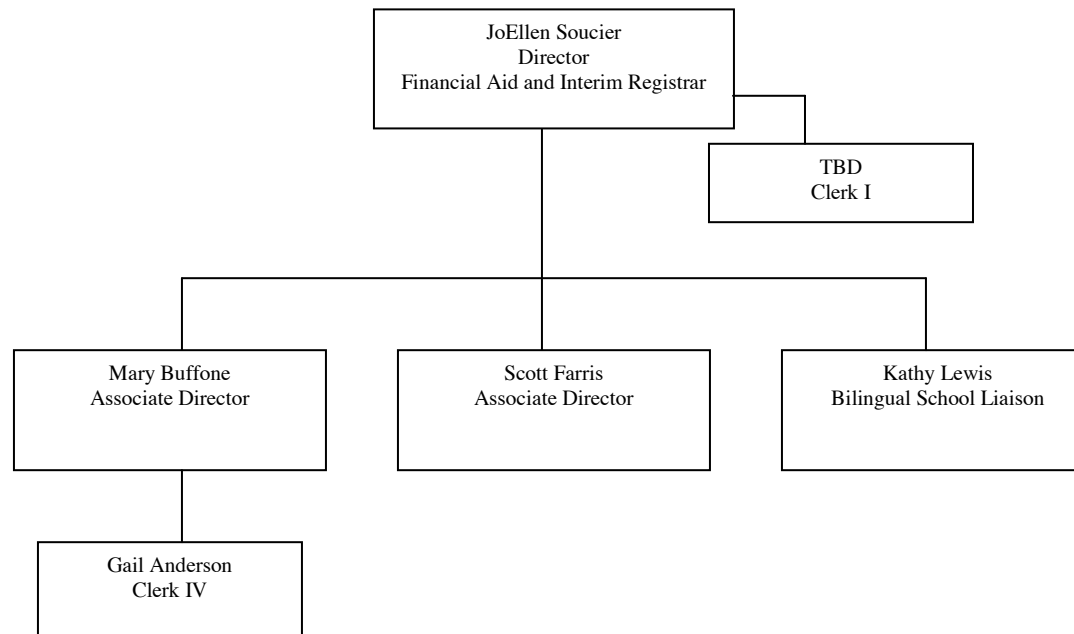 JoEllen Soucier
Director
Financial Aid and Interim Registrar
TBD
Clerk I
Mary Buffone
Associate Director
Scott Farris
Associate Director
Kathy Lewis
Bilingual School Liaison
Gail Anderson
Clerk IV